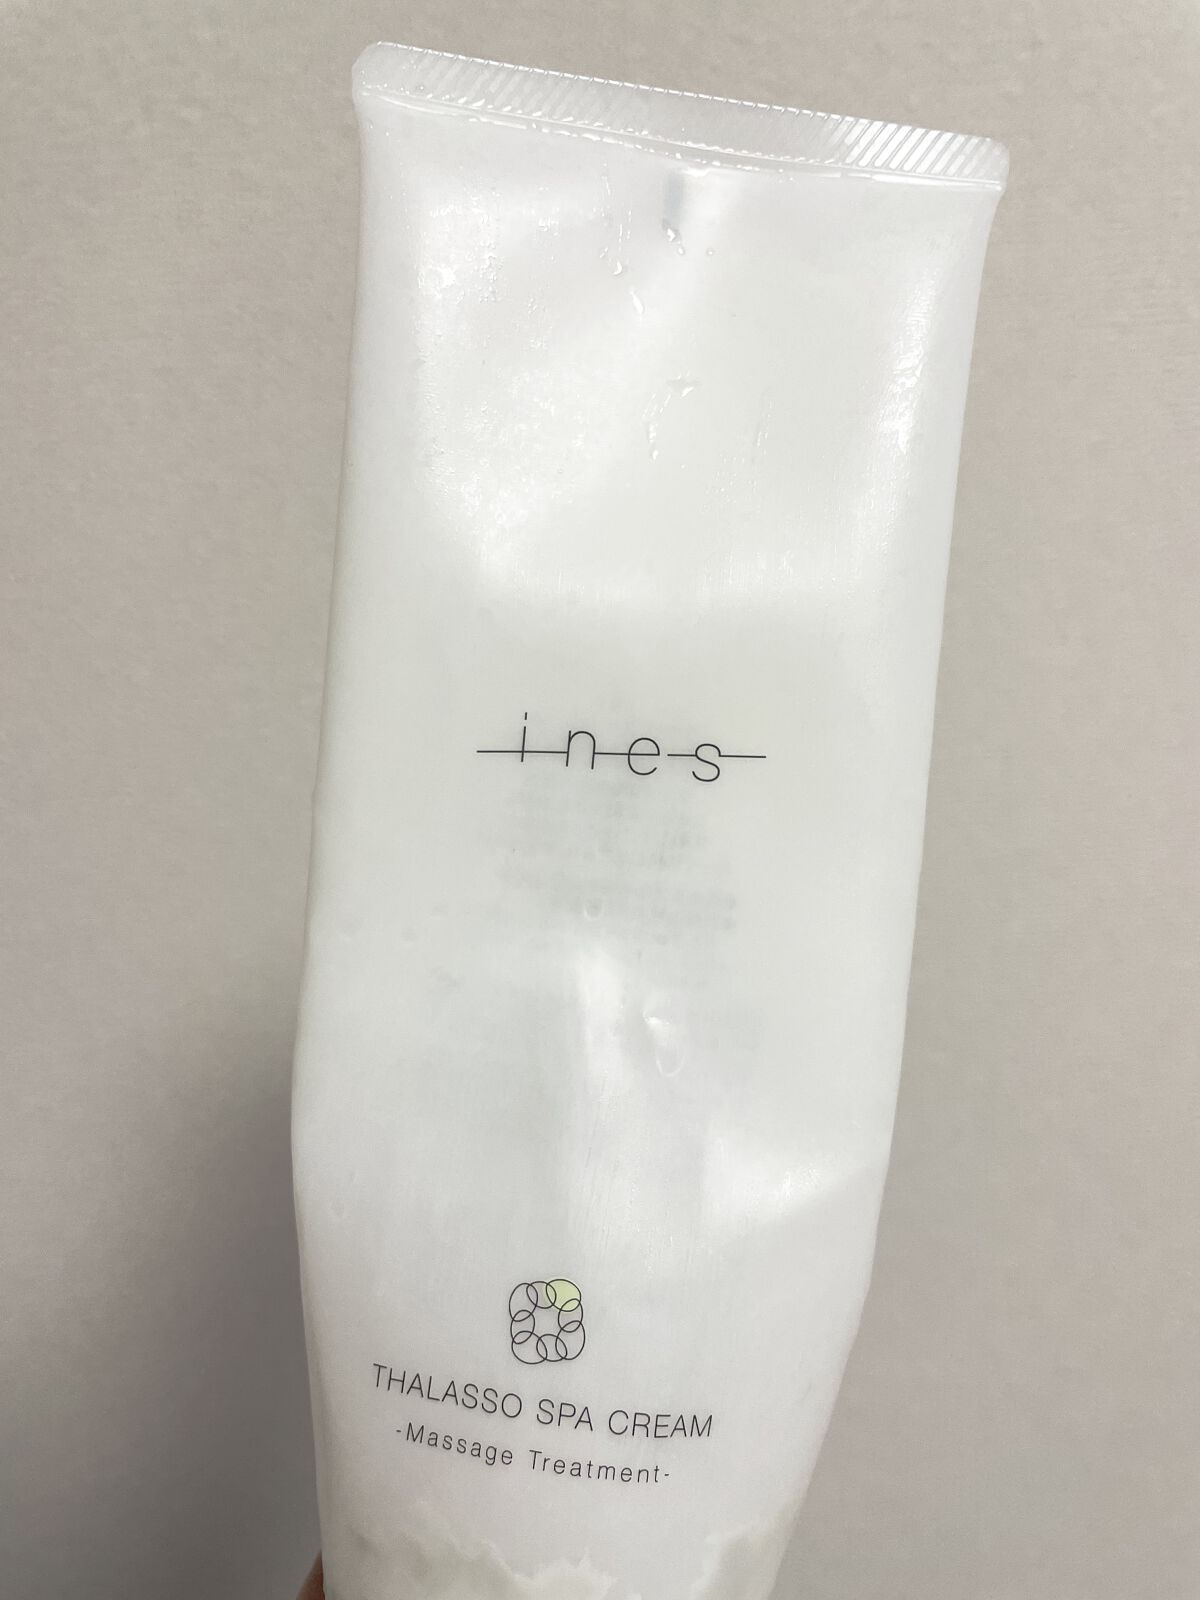 ines
THALASSO SPA CREAM
-Massage Treatment-